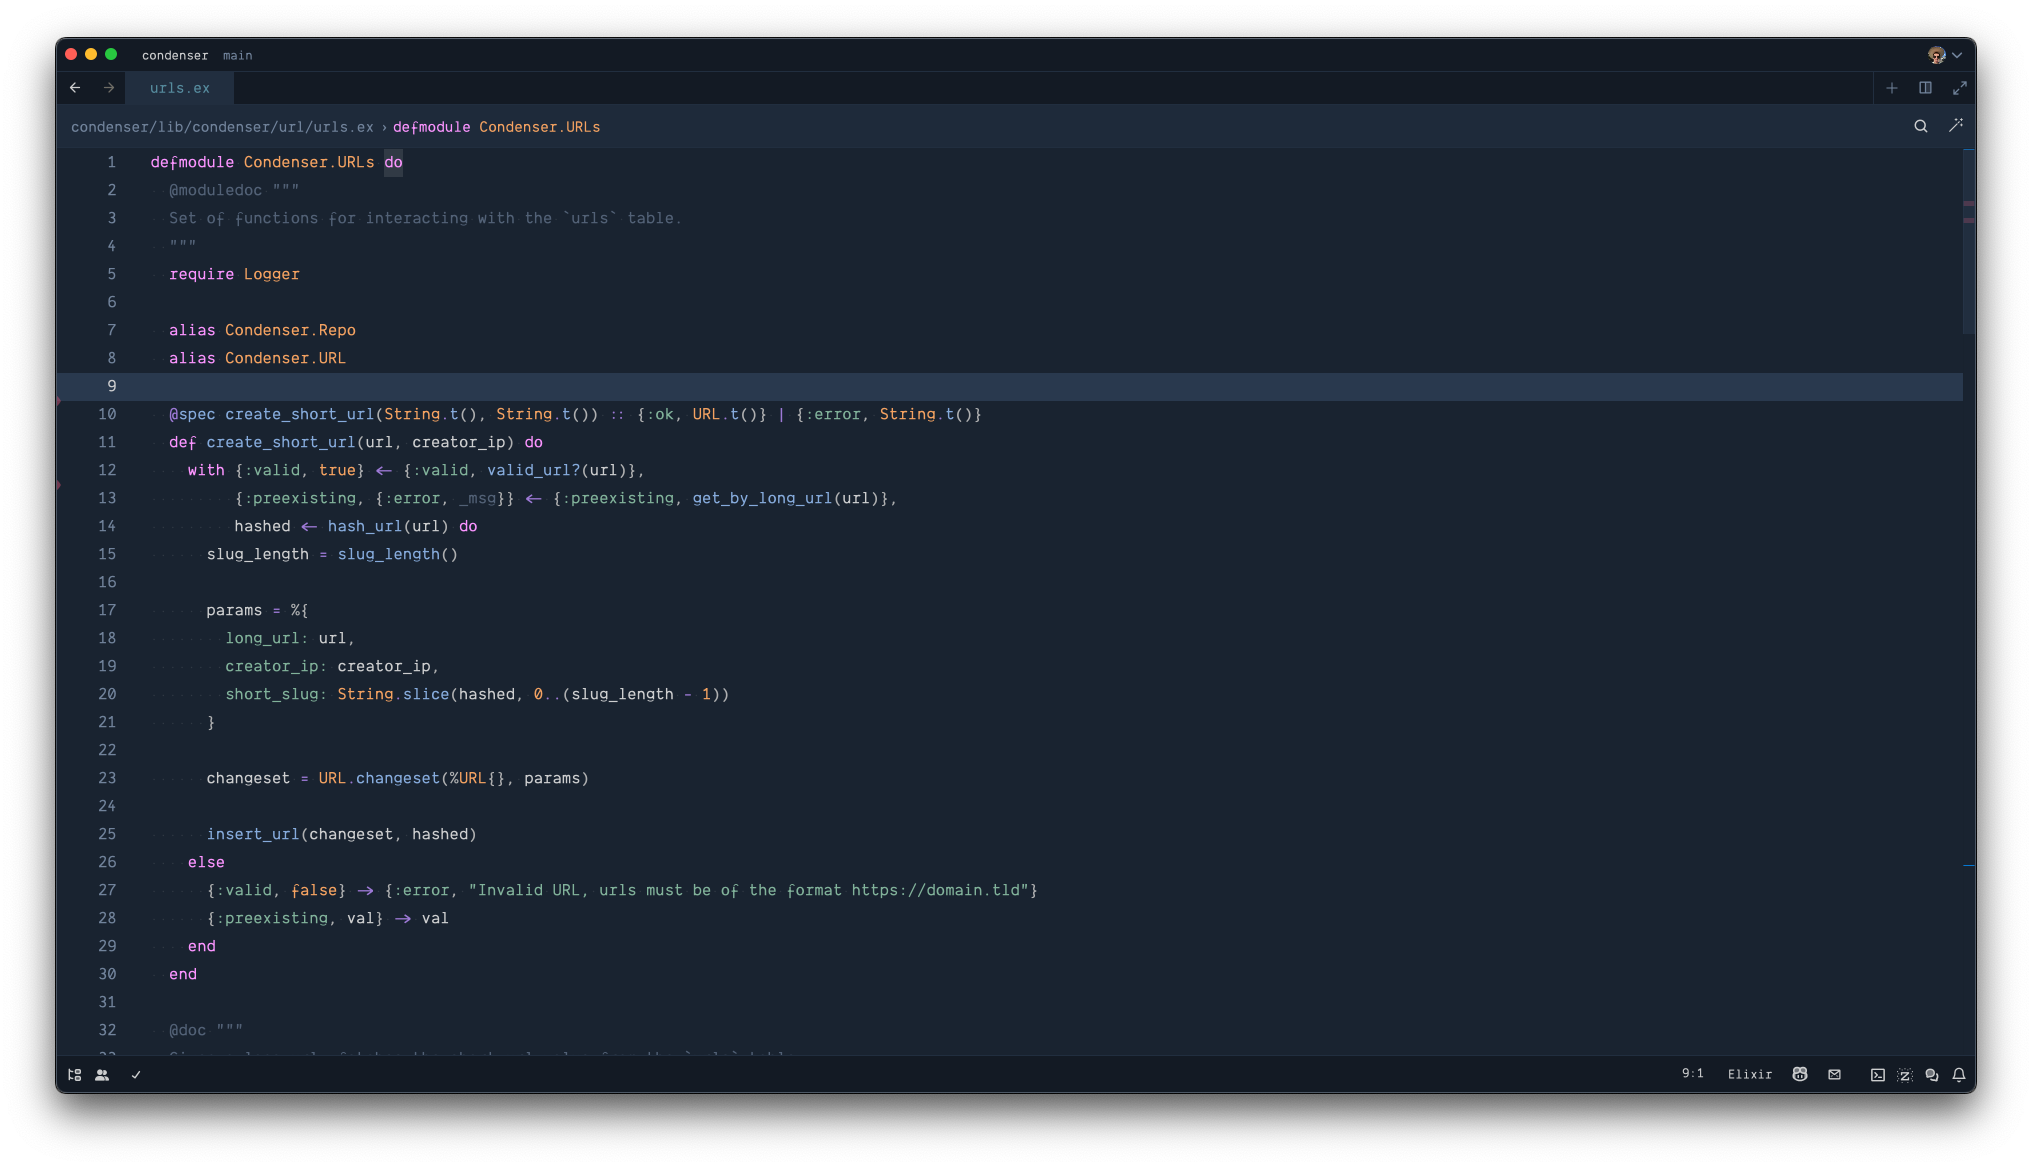 condenser main
urls.ex
condenser/lib/condenser/url/urls.ex › defmodule Condenser.URLs
1 defmodule Condenser.URLs do
2 @moduledoc """
3 Set of functions for interacting with the `urls` table.
4 """
5 require Logger
6
7 alias Condenser.Repo
8 alias Condenser.URL
9
10 @spec create_short_url(String.t(), String.t()) :: {:ok, URL.t()} | {:error, String.t()}
11 def create_short_url(url, creator_ip) do
12 with {:valid, true} <- {:valid, valid_url?(url)},
13 {:preexisting, {:error, _msg}} <- {:preexisting, get_by_long_url(url)},
14 hashed <- hash_url(url) do
15 slug_length = slug_length()
16
17 params = %{
18 long_url: url,
19 creator_ip: creator_ip,
20 short_slug: String.slice(hashed, 0..(slug_length - 1))
21 }
22
23 changeset = URL.changeset(%URL{}, params)
24
25 insert_url(changeset, hashed)
26 else
27 {:valid, false} -> {:error, "Invalid URL, urls must be of the format https://domain.tld"}
28 {:preexisting, val} -> val
29 end
30 end
31
32 @doc """
9:1 Elixir